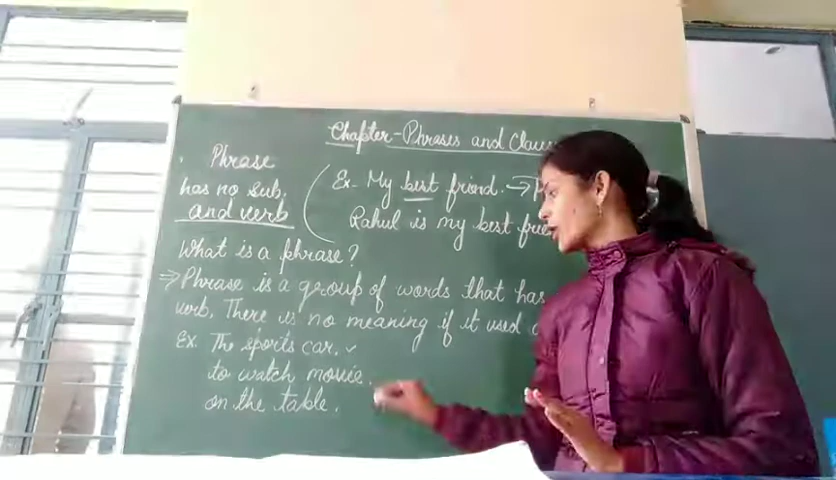 Chapter-Phrases and Clau
Phrase
has no sub.
and verb
Ex- My best friend. →
Rahul is my best frie
What is a phrase?
⇒ Phrase is a group of words that has
verb. There is no meaning if it used
Ex. The sports car. ✓
to watch movie.
on the table.